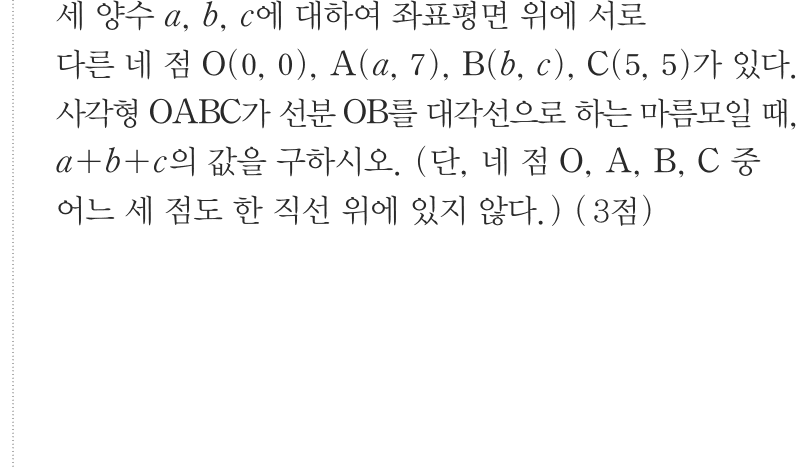 세 양수 a, b, c에 대하여 좌표평면 위에 서로
다른 네 점 O(0, 0), A(a, 7), B(b, c), C(5, 5)가 있다.
사각형 OABC가 선분 OB를 대각선으로 하는 마름모일 때,
a+b+c의 값을 구하시오. (단, 네 점 O, A, B, C 중
어느 세 점도 한 직선 위에 있지 않다.) (3점)